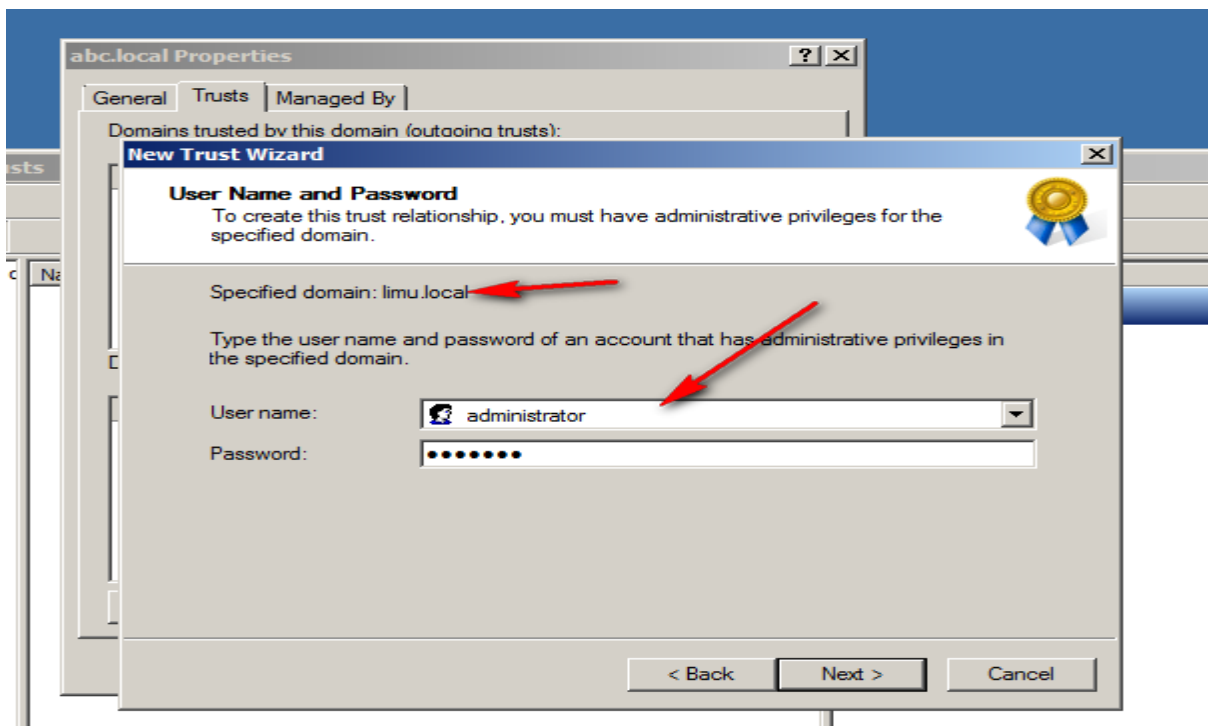 abc.local Properties
General Trusts Managed By
Domains trusted by this domain (outgoing trusts):
New Trust Wizard
User Name and Password
To create this trust relationship, you must have administrative privileges for the
specified domain.
Specified domain: limu.local
Type the user name and password of an account that has administrative privileges in
the specified domain.
User name: administrator
Password: •••••••
< Back Next > Cancel